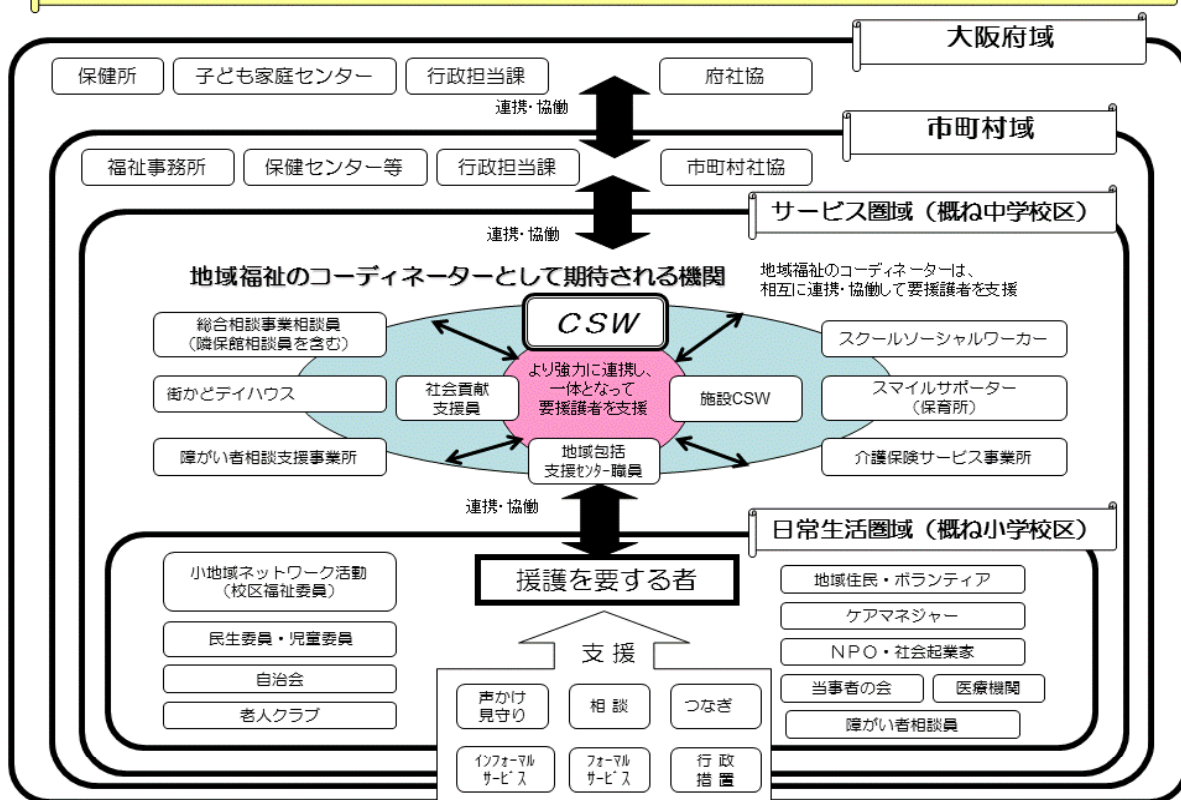 大阪府域
保健所
子ども家庭センター
行政担当課
府社協
連携・協働
市町村域
福祉事務所
保健センター等
行政担当課
市町村社協
サービス圏域（概ね中学校区）
連携・協働
地域福祉のコーディネーターとして期待される機関
地域福祉のコーディネーターは、
相互に連携・協働して要援護者を支援
CSW
総合相談事業相談員
（隣保館相談員を含む）
スクールソーシャルワーカー
より強力に連携し、
一体となって
要援護者を支援
街かどデイハウス
社会貢献
支援員
施設CSW
スマイルサポーター
（保育所）
障がい者相談支援事業所
地域包括
支援ｾﾝﾀｰ職員
介護保険サービス事業所
連携・協働
日常生活圏域（概ね小学校区）
小地域ネットワーク活動
（校区福祉委員）
民生委員・児童委員
自治会
老人クラブ
援護を要する者
支 援
声かけ
見守り
相 談
つなぎ
ｲﾝﾌｫｰﾏﾙ
ｻｰﾋﾞｽ
ﾌｫｰﾏﾙ
ｻｰﾋﾞｽ
行 政
措 置
地域住民・ボランティア
ケアマネジャー
ＮＰＯ・社会起業家
当事者の会
医療機関
障がい者相談員